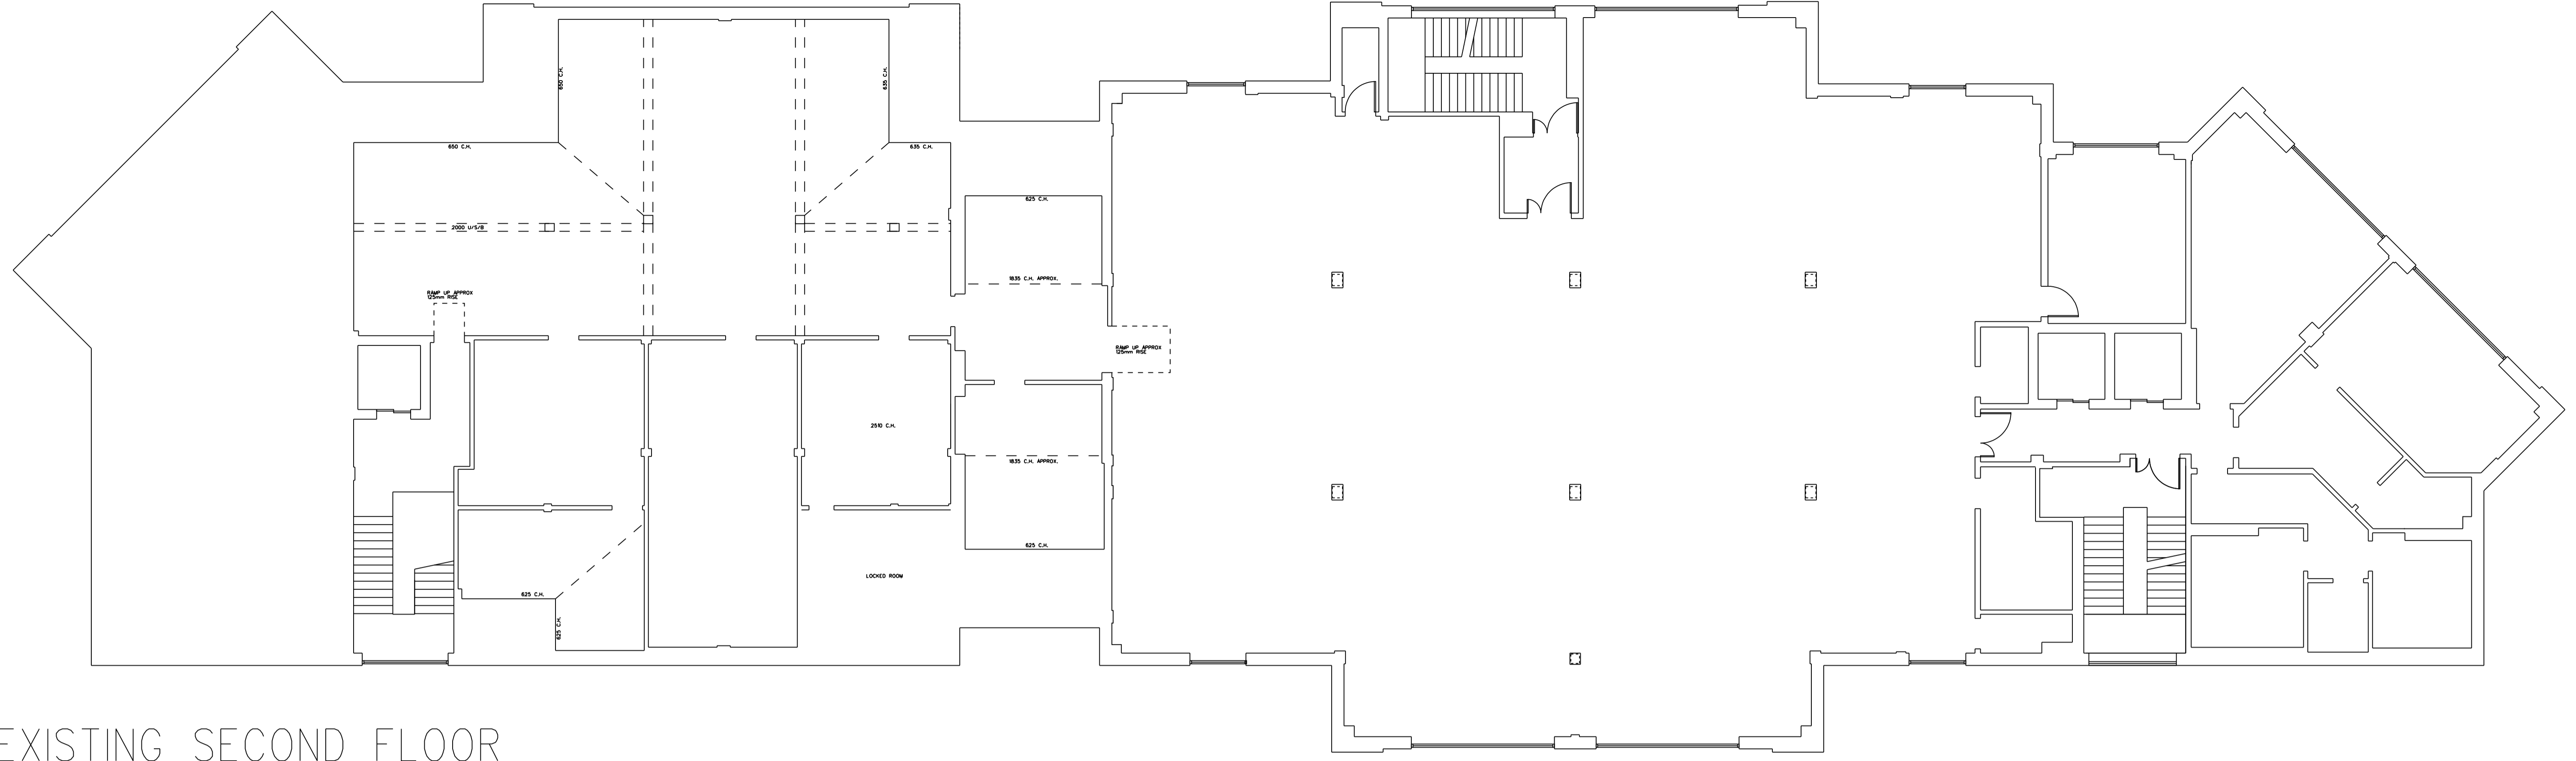 650 C.H.
635 C.H.
650 C.H.
635 C.H.
625 C.H.
2000 U/S/B
1835 C.H. APPROX.
RAMP UP APPROX
125mm RISE
RAMP UP APPROX
125mm RISE
2510 C.H.
1835 C.H. APPROX.
625 C.H.
LOCKED ROOM
625 C.H.
625 C.H.
EXISTING SECOND FLOOR